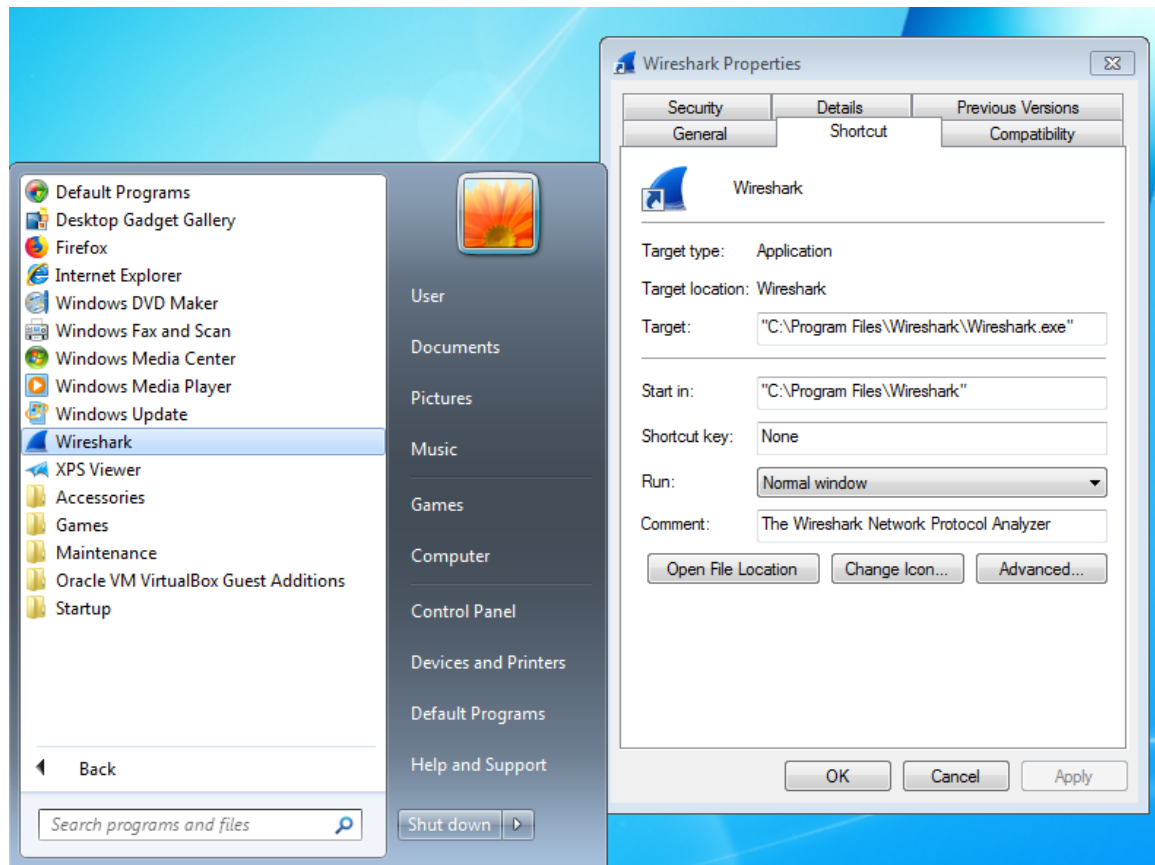 Default Programs
Desktop Gadget Gallery
Firefox
Internet Explorer
Windows DVD Maker
Windows Fax and Scan
Windows Media Center
Windows Media Player
Windows Update
Wireshark
XPS Viewer
Accessories
Games
Maintenance
Oracle VM VirtualBox Guest Additions
Startup
Back
Search programs and files
User
Documents
Pictures
Music
Games
Computer
Control Panel
Devices and Printers
Default Programs
Help and Support
Shut down
Wireshark Properties
Security Details Previous Versions
General Shortcut Compatibility
Wireshark
Target type: Application
Target location: Wireshark
Target: "C:\Program Files\Wireshark\Wireshark.exe"
Start in: "C:\Program Files\Wireshark"
Shortcut key: None
Run: Normal window
Comment: The Wireshark Network Protocol Analyzer
Open File Location Change Icon... Advanced...
OK Cancel Apply